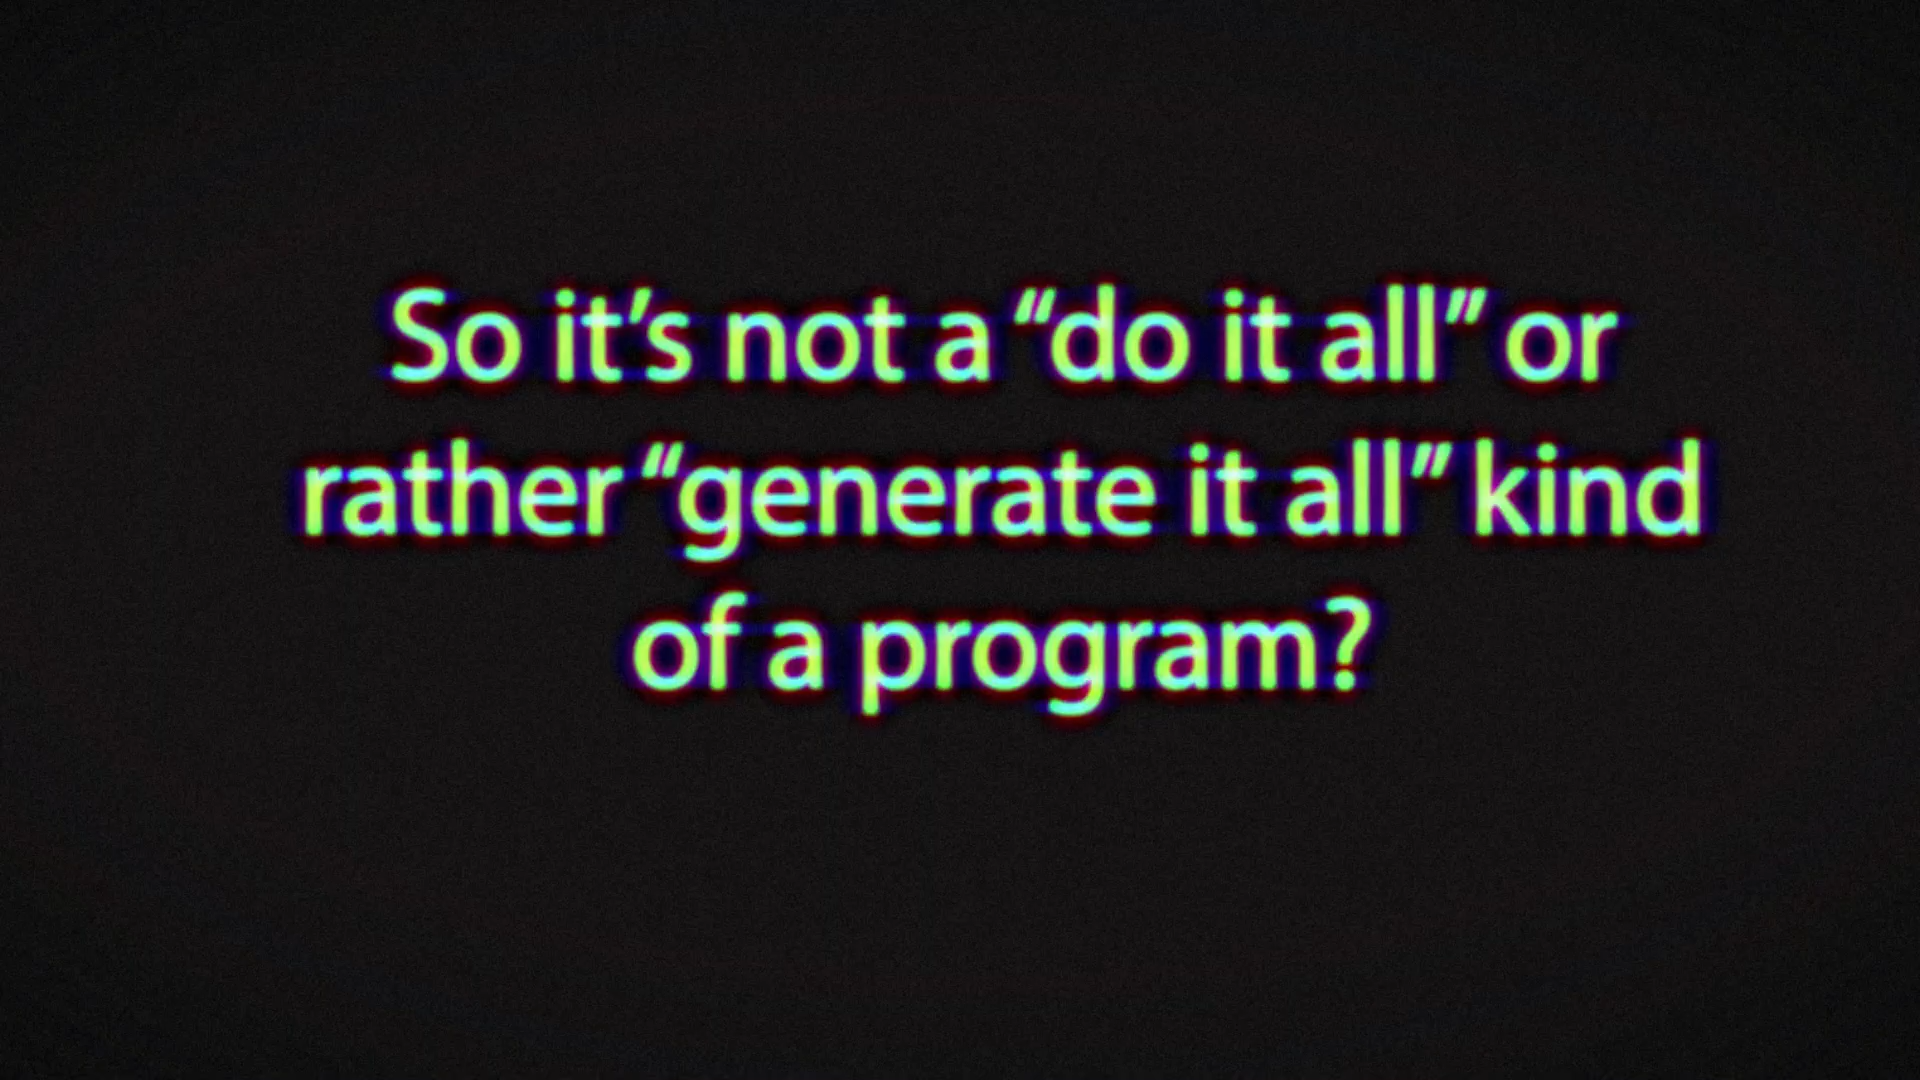 So it’s not a “do it all” or
rather “generate it all” kind
of a program?